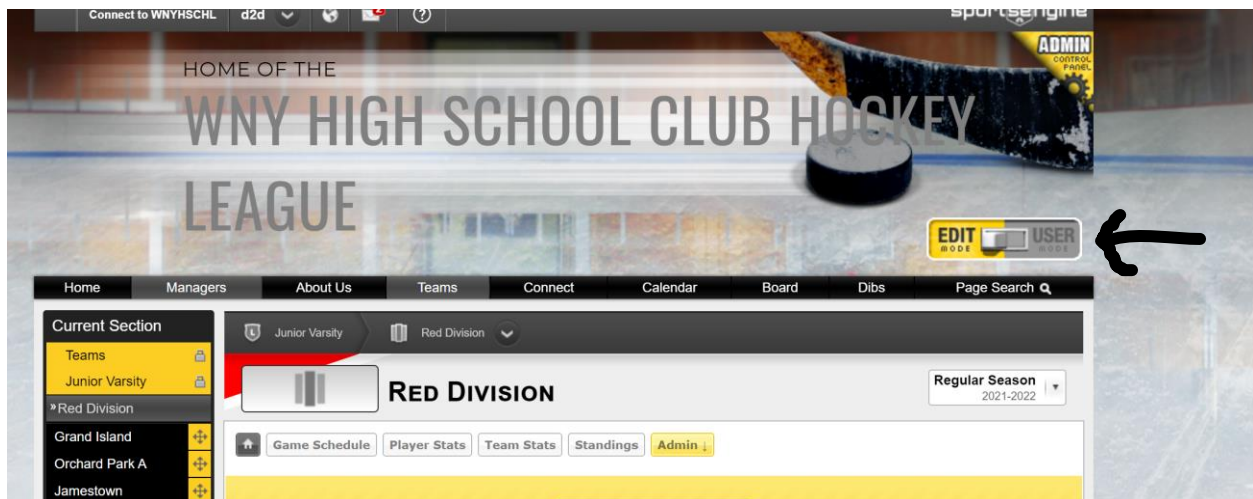 Connect to WNYHSCHL d2d 2 ?
sportsengine
ADMIN
CONTROL
PANEL
HOME OF THE
WNY HIGH SCHOOL CLUB HOCKEY
LEAGUE
EDIT USER
MODE MODE
Home Managers About Us Teams Connect Calendar Board Dibs Page Search
Current Section
Teams
Junior Varsity
»Red Division
Grand Island
Orchard Park A
Jamestown
L Junior Varsity Red Division
RED DIVISION
Regular Season
2021-2022
Game Schedule Player Stats Team Stats Standings Admin ↓